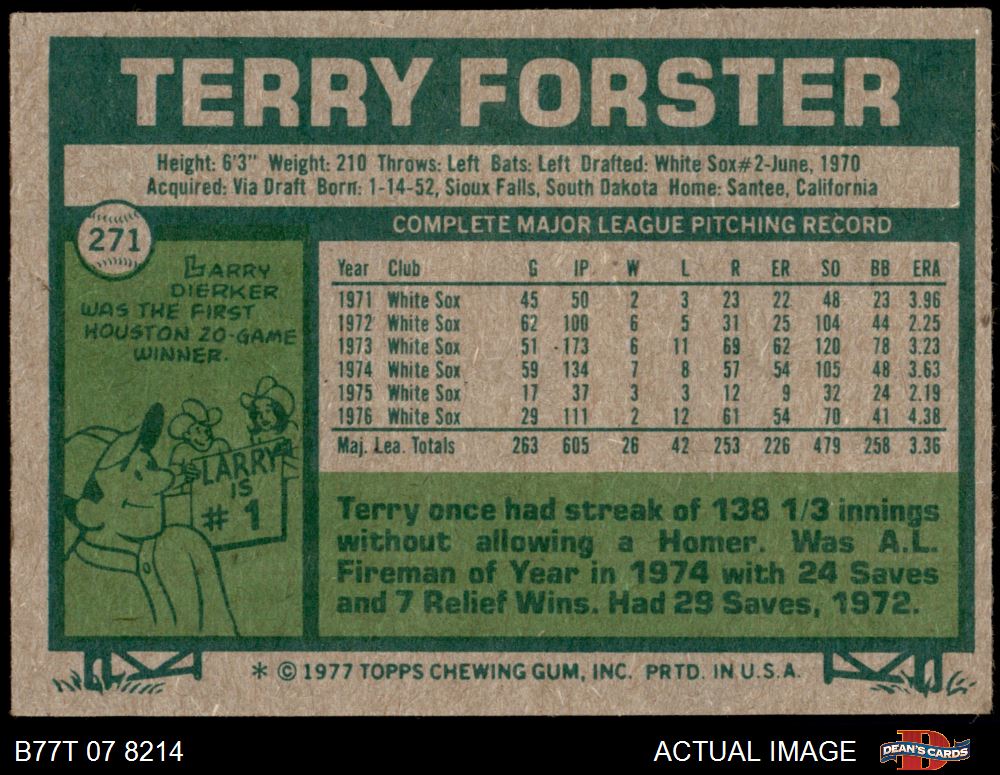 TERRY FORSTER
Height: 6'3" Weight: 210 Throws: Left Bats: Left Drafted: White Sox#2-June, 1970
Acquired: Via Draft Born: 1-14-52, Sioux Falls, South Dakota Home: Santee, California
271
COMPLETE MAJOR LEAGUE PITCHING RECORD
LARRY
DIERKER
WAS THE FIRST
HOUSTON 20-GAME
WINNER.
LARRY
IS
# 1
Year Club G IP W L R ER SO BB ERA
1971 White Sox 45 50 2 3 23 22 48 23 3.96
1972 White Sox 62 100 6 5 31 25 104 44 2.25
1973 White Sox 51 173 6 11 69 62 120 78 3.23
1974 White Sox 59 134 7 8 57 54 105 48 3.63
1975 White Sox 17 37 3 3 12 9 32 24 2.19
1976 White Sox 29 111 2 12 61 54 70 41 4.38
Maj. Lea. Totals 263 605 26 42 253 226 479 258 3.36
Terry once had streak of 138 1/3 innings
without allowing a Homer. Was A.L.
Fireman of Year in 1974 with 24 Saves
and 7 Relief Wins. Had 29 Saves, 1972.
* © 1977 TOPPS CHEWING GUM, INC. PRTD. IN U.S.A.
B77T 07 8214
ACTUAL IMAGE
D
DEAN'S CARDS